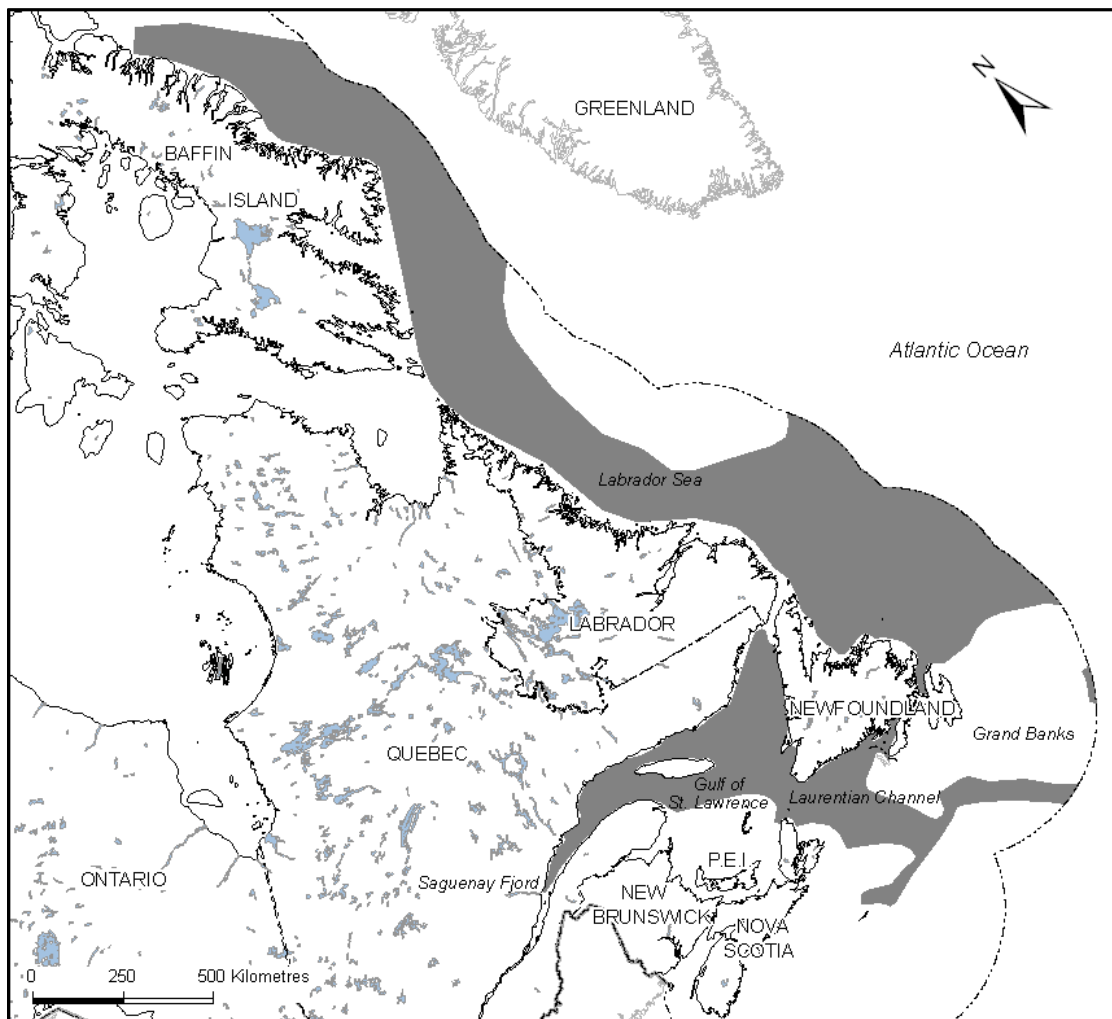 N
GREENLAND
BAFFIN
ISLAND
Atlantic Ocean
Labrador Sea
LABRADOR
NEWFOUNDLAND
Grand Banks
QUEBEC
Gulf of
St. Lawrence
Laurentian Channel
P.E.I.
Saguenay Fjord
ONTARIO
NEW
BRUNSWICK
NOVA
SCOTIA
0 250 500 Kilometres